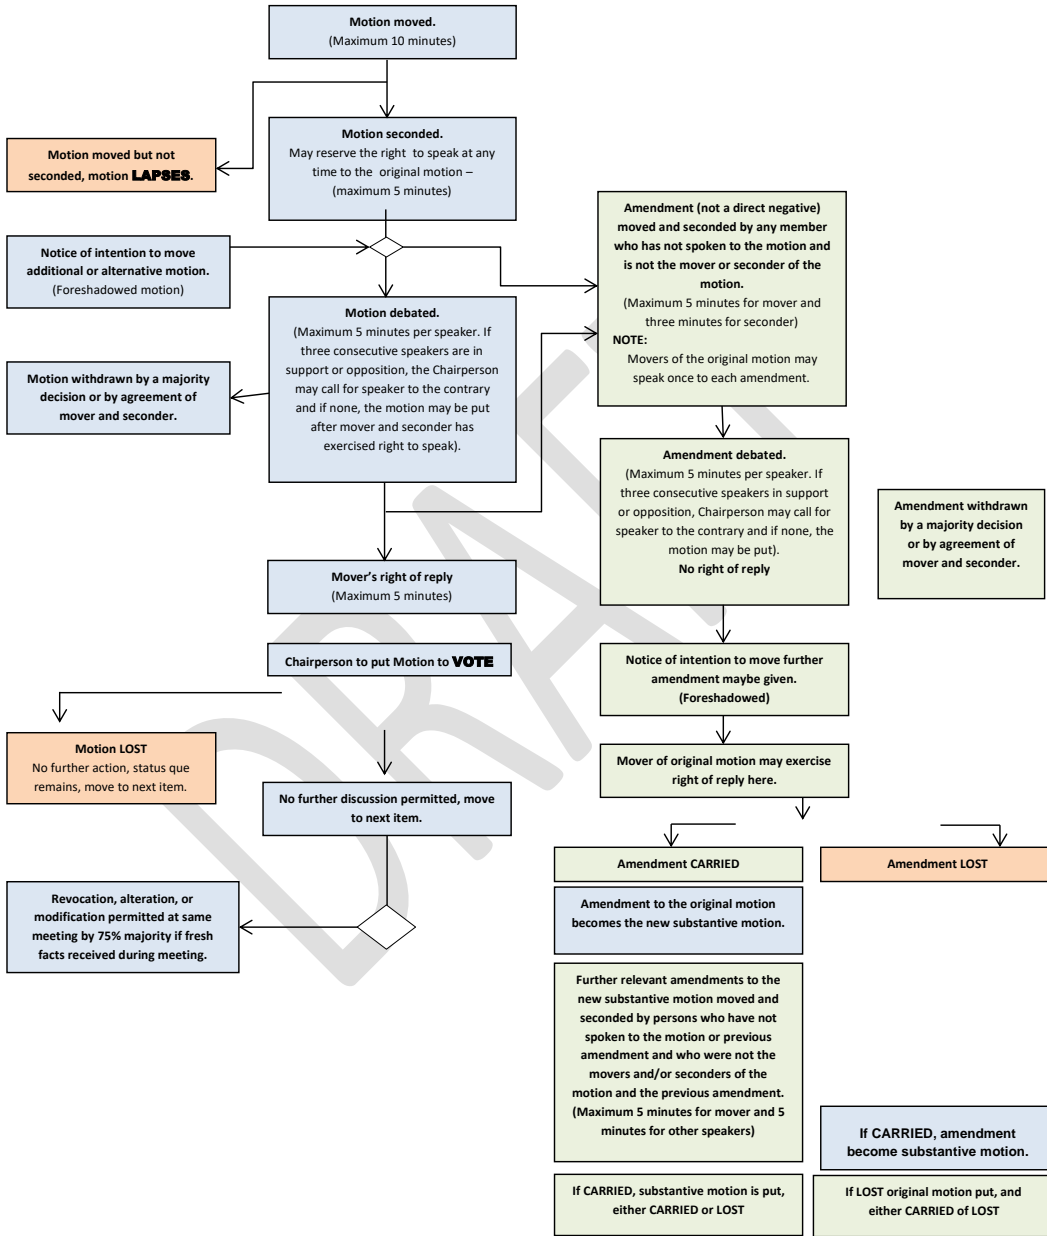 Motion moved.
(Maximum 10 minutes)
Motion seconded.
May reserve the right to speak at any
time to the original motion –
(maximum 5 minutes)
Motion moved but not
seconded, motion LAPSES.
Notice of intention to move
additional or alternative motion.
(Foreshadowed motion)
Motion debated.
(Maximum 5 minutes per speaker. If
three consecutive speakers are in
support or opposition, the Chairperson
may call for speaker to the contrary
and if none, the motion may be put
after mover and seconder has
exercised right to speak).
Motion withdrawn by a majority
decision or by agreement of
mover and seconder.
Mover's right of reply
(Maximum 5 minutes)
Chairperson to put Motion to VOTE
Motion LOST
No further action, status que
remains, move to next item.
No further discussion permitted, move
to next item.
Revocation, alteration, or
modification permitted at same
meeting by 75% majority if fresh
facts received during meeting.
Amendment (not a direct negative)
moved and seconded by any member
who has not spoken to the motion and
is not the mover or seconder of the
motion.
(Maximum 5 minutes for mover and
three minutes for seconder)
NOTE:
Movers of the original motion may
speak once to each amendment.
Amendment debated.
(Maximum 5 minutes per speaker. If
three consecutive speakers in support
or opposition, Chairperson may call for
speaker to the contrary and if none, the
motion may be put).
No right of reply
Amendment withdrawn
by a majority decision
or by agreement of
mover and seconder.
Notice of intention to move further
amendment maybe given.
(Foreshadowed)
Mover of original motion may exercise
right of reply here.
Amendment CARRIED
Amendment LOST
Amendment to the original motion
becomes the new substantive motion.
Further relevant amendments to the
new substantive motion moved and
seconded by persons who have not
spoken to the motion or previous
amendment and who were not the
movers and/or seconders of the
motion and the previous amendment.
(Maximum 5 minutes for mover and 5
minutes for other speakers)
If CARRIED, amendment
become substantive motion.
If CARRIED, substantive motion is put,
either CARRIED or LOST
If LOST original motion put, and
either CARRIED of LOST
DRAFT